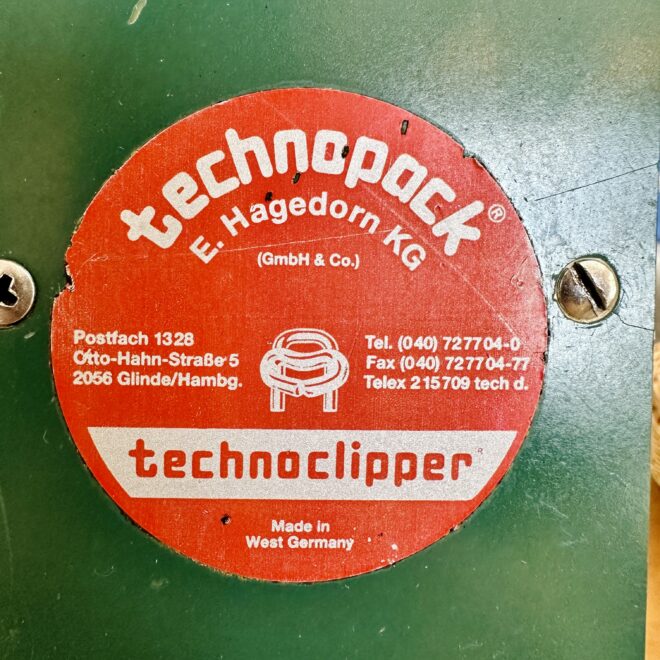 technopack®
E. Hagedorn KG
(GmbH & Co.)
Postfach 1328
Otto-Hahn-Straße 5
2056 Glinde/Hambg.
Tel. (040) 727704-0
Fax (040) 727704-77
Telex 215709 tech d.
technoclipper®
Made in
West Germany